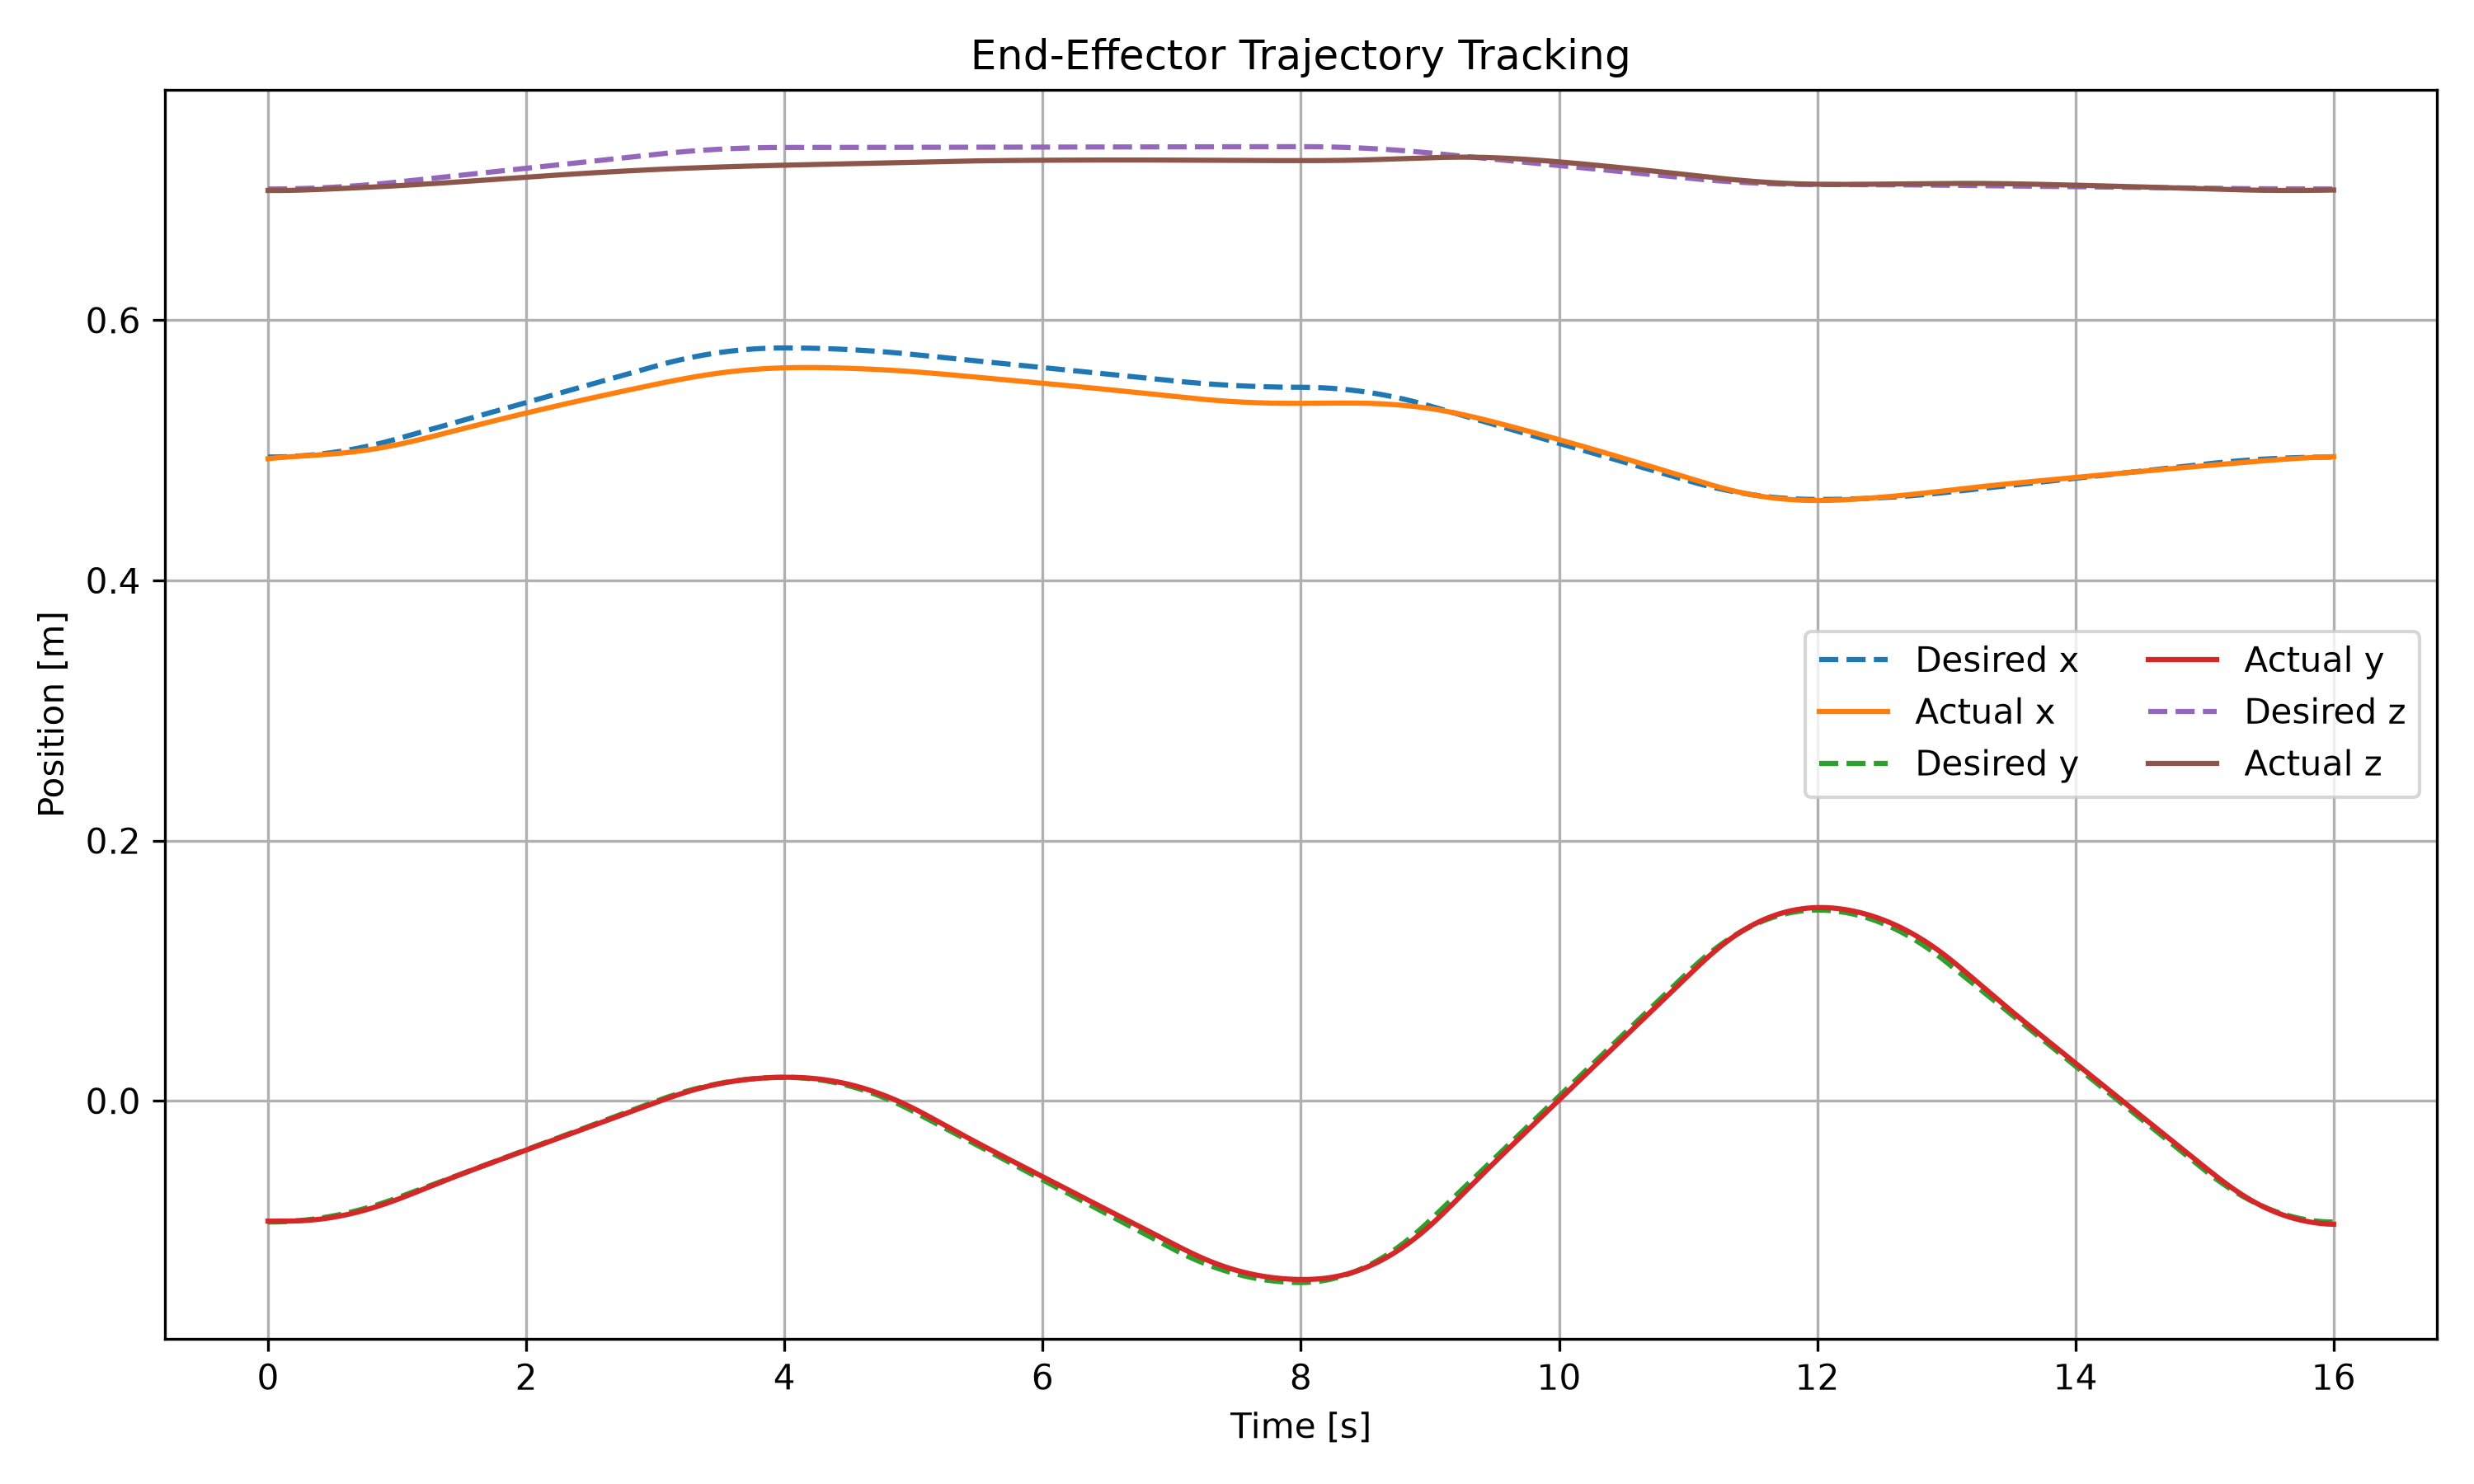 End-Effector Trajectory Tracking
Position [m]
0.6
0.4
0.2
0.0
Desired x
Actual x
Desired y
Actual y
Desired z
Actual z
0 2 4 6 8 10 12 14 16
Time [s]